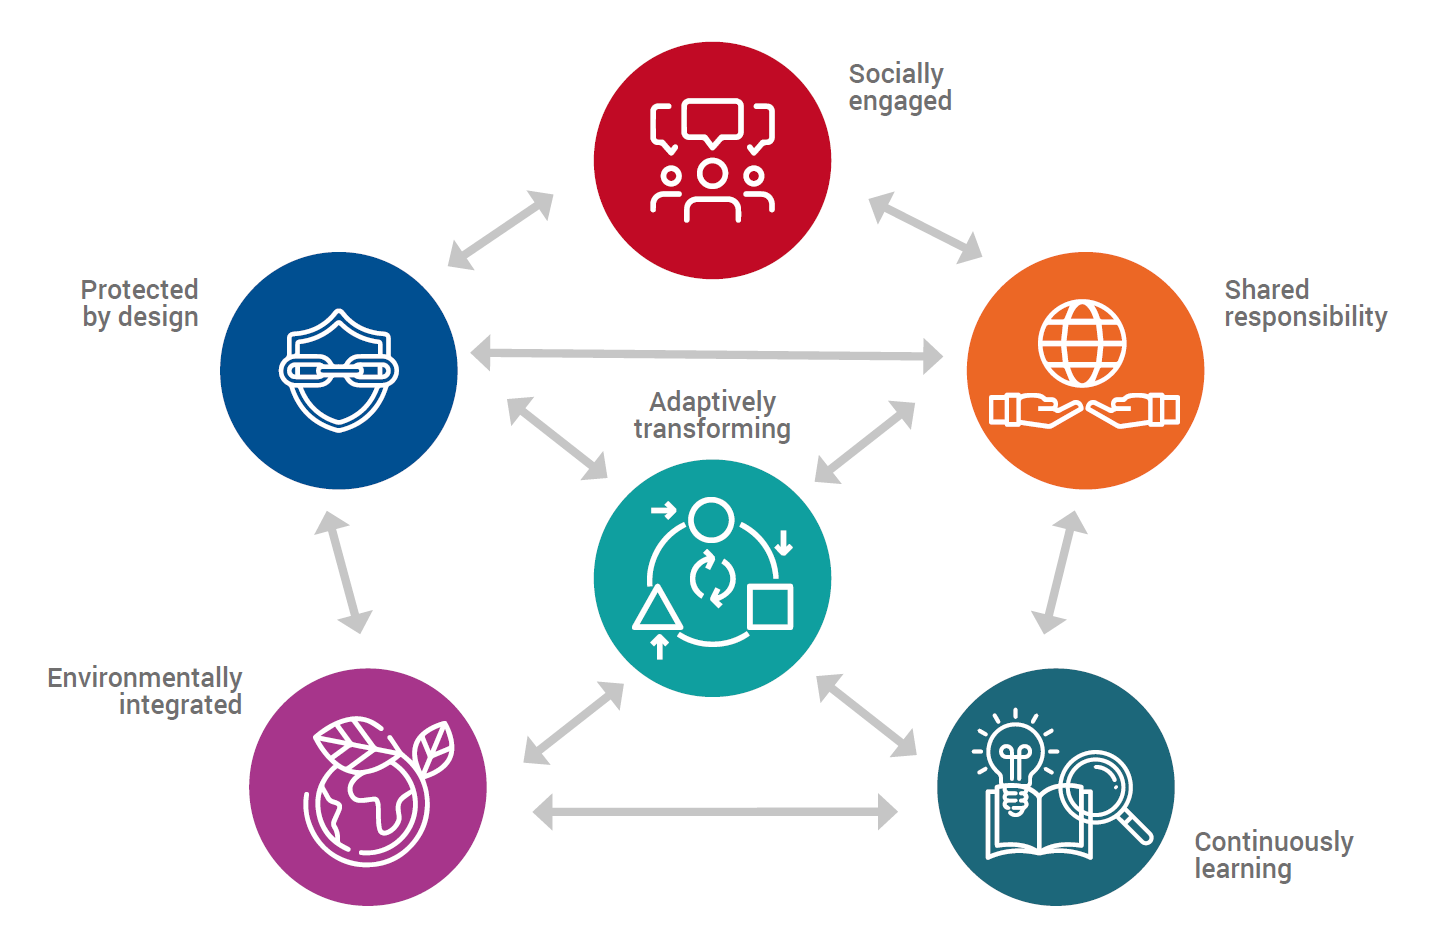 Socially
engaged
Protected
by design
Shared
responsibility
Adaptively
transforming
Environmentally
integrated
Continuously
learning